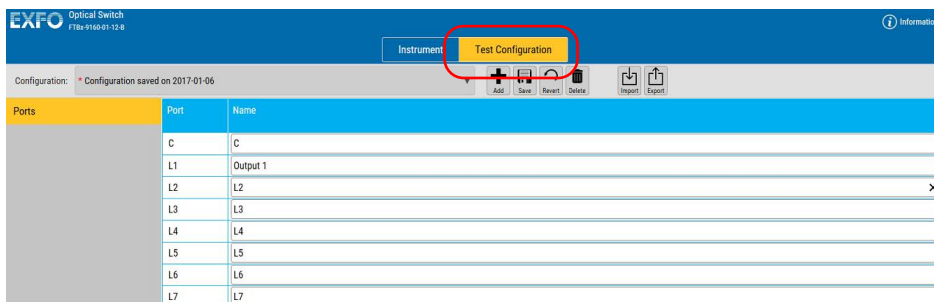 EXFO Optical Switch
FTBx-9160-01-12-B
Informatio
Instrument Test Configuration
Configuration: * Configuration saved on 2017-01-06
Add Save Revert Delete Import Export
Ports Port Name
C C
L1 Output 1
L2 L2
L3 L3
L4 L4
L5 L5
L6 L6
L7 L7